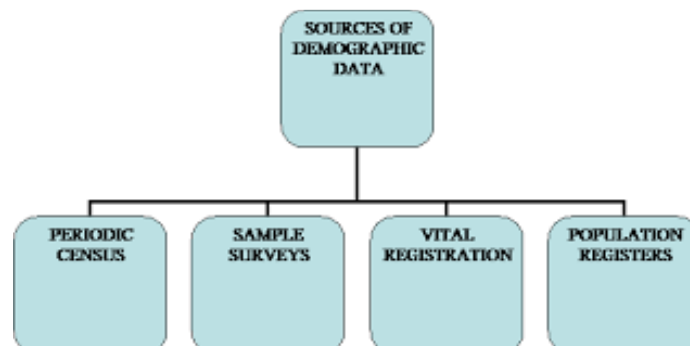 SOURCES OF
DEMOGRAPHIC
DATA
PERIODIC
CENSUS
SAMPLE
SURVEYS
VITAL
REGISTRATION
POPULATION
REGISTERS